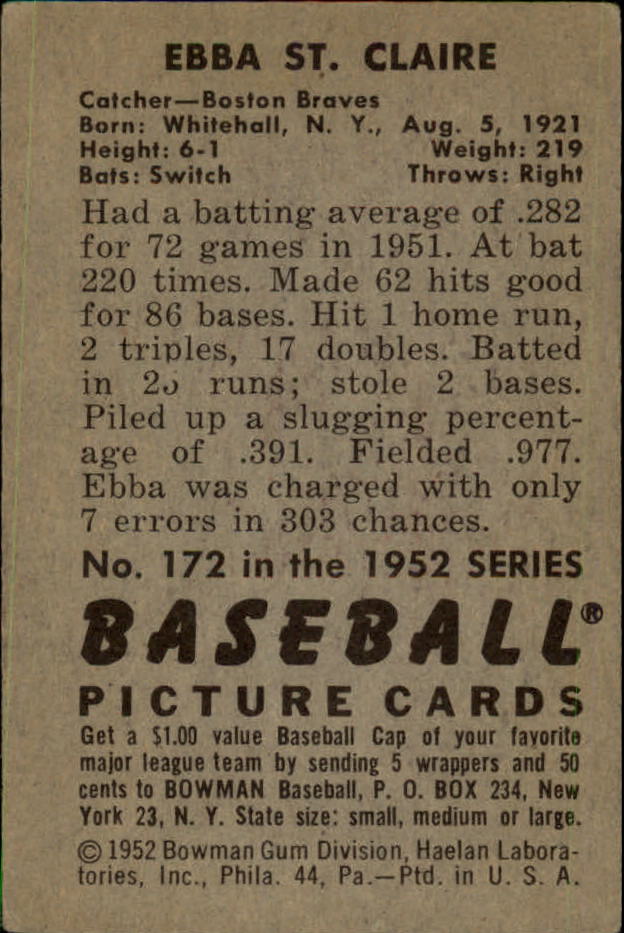 EBBA ST. CLAIRE
Catcher—Boston Braves
Born: Whitehall, N. Y., Aug. 5, 1921
Height: 6-1 Weight: 219
Bats: Switch Throws: Right
Had a batting average of .282
for 72 games in 1951. At bat
220 times. Made 62 hits good
for 86 bases. Hit 1 home run,
2 triples, 17 doubles. Batted
in runs; stole 2 bases.
Piled up a slugging percent-
age of .391. Fielded .977.
Ebba was charged with only
7 errors in 303 chances.
No. 172 in the 1952 SERIES
BASEBALL®
PICTURE CARDS
Get a $1.00 value Baseball Cap of your favorite
major league team by sending 5 wrappers and 50
cents to BOWMAN Baseball, P. O. BOX 234, New
York 23, N. Y. State size: small, medium or large.
© 1952 Bowman Gum Division, Haelan Labora-
tories, Inc., Phila. 44, Pa.—Ptd. in U. S. A.